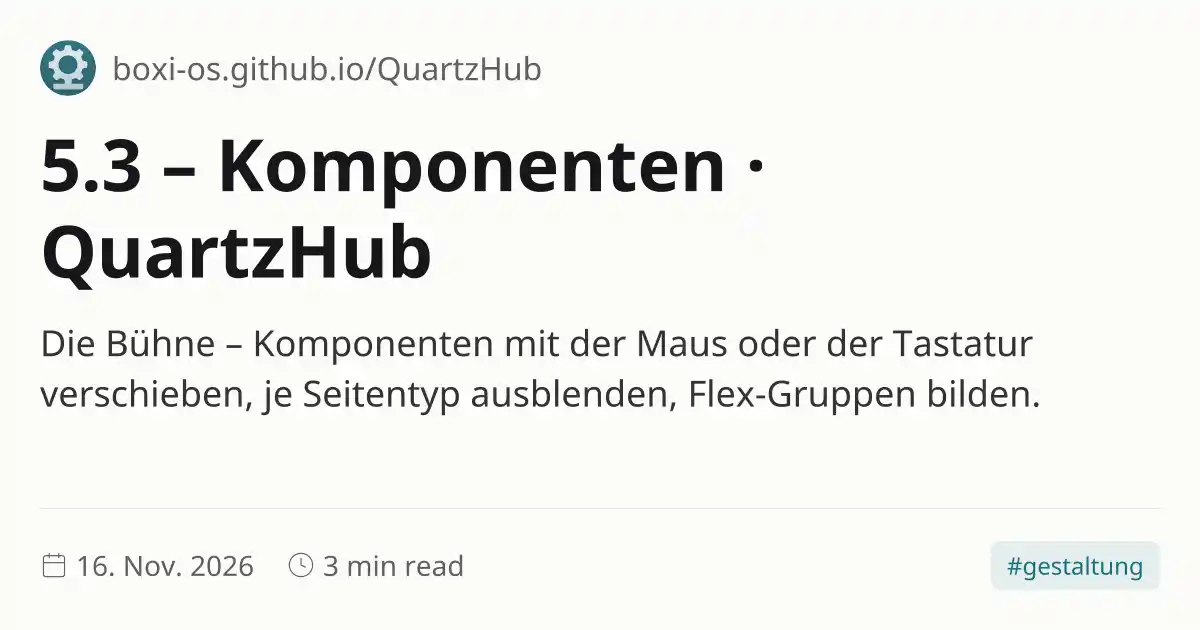 boxi-os.github.io/QuartzHub
5.3 – Komponenten ·
QuartzHub
Die Bühne – Komponenten mit der Maus oder der Tastatur
verschieben, je Seitentyp ausblenden, Flex-Gruppen bilden.
16. Nov. 2026 3 min read #gestaltung